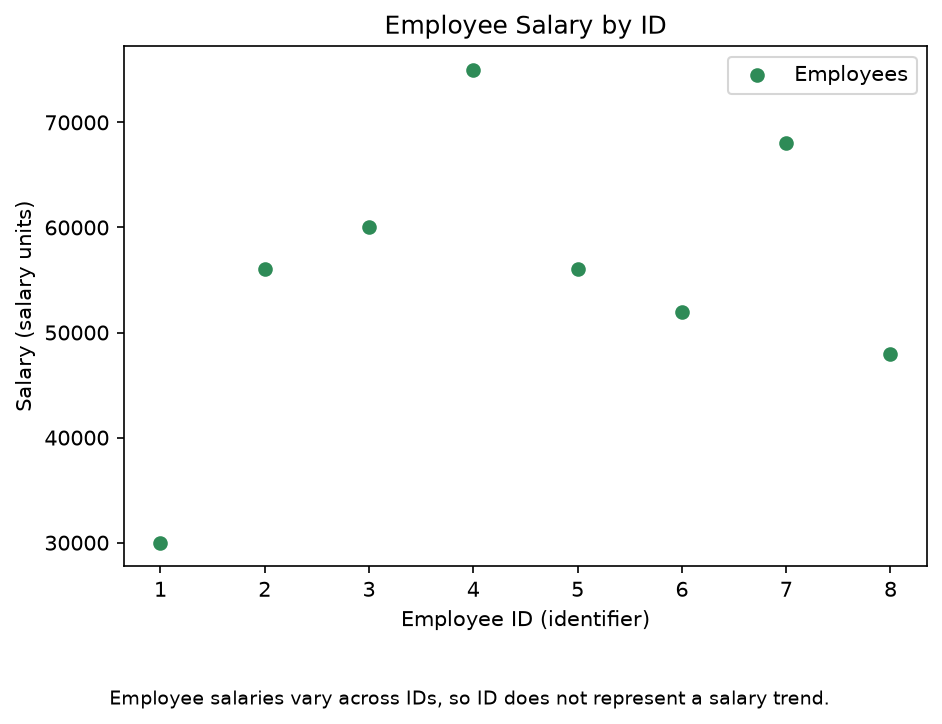 Employee Salary by ID
Employees
70000
60000
50000
40000
30000
Salary (salary units)
1 2 3 4 5 6 7 8
Employee ID (identifier)
Employee salaries vary across IDs, so ID does not represent a salary trend.